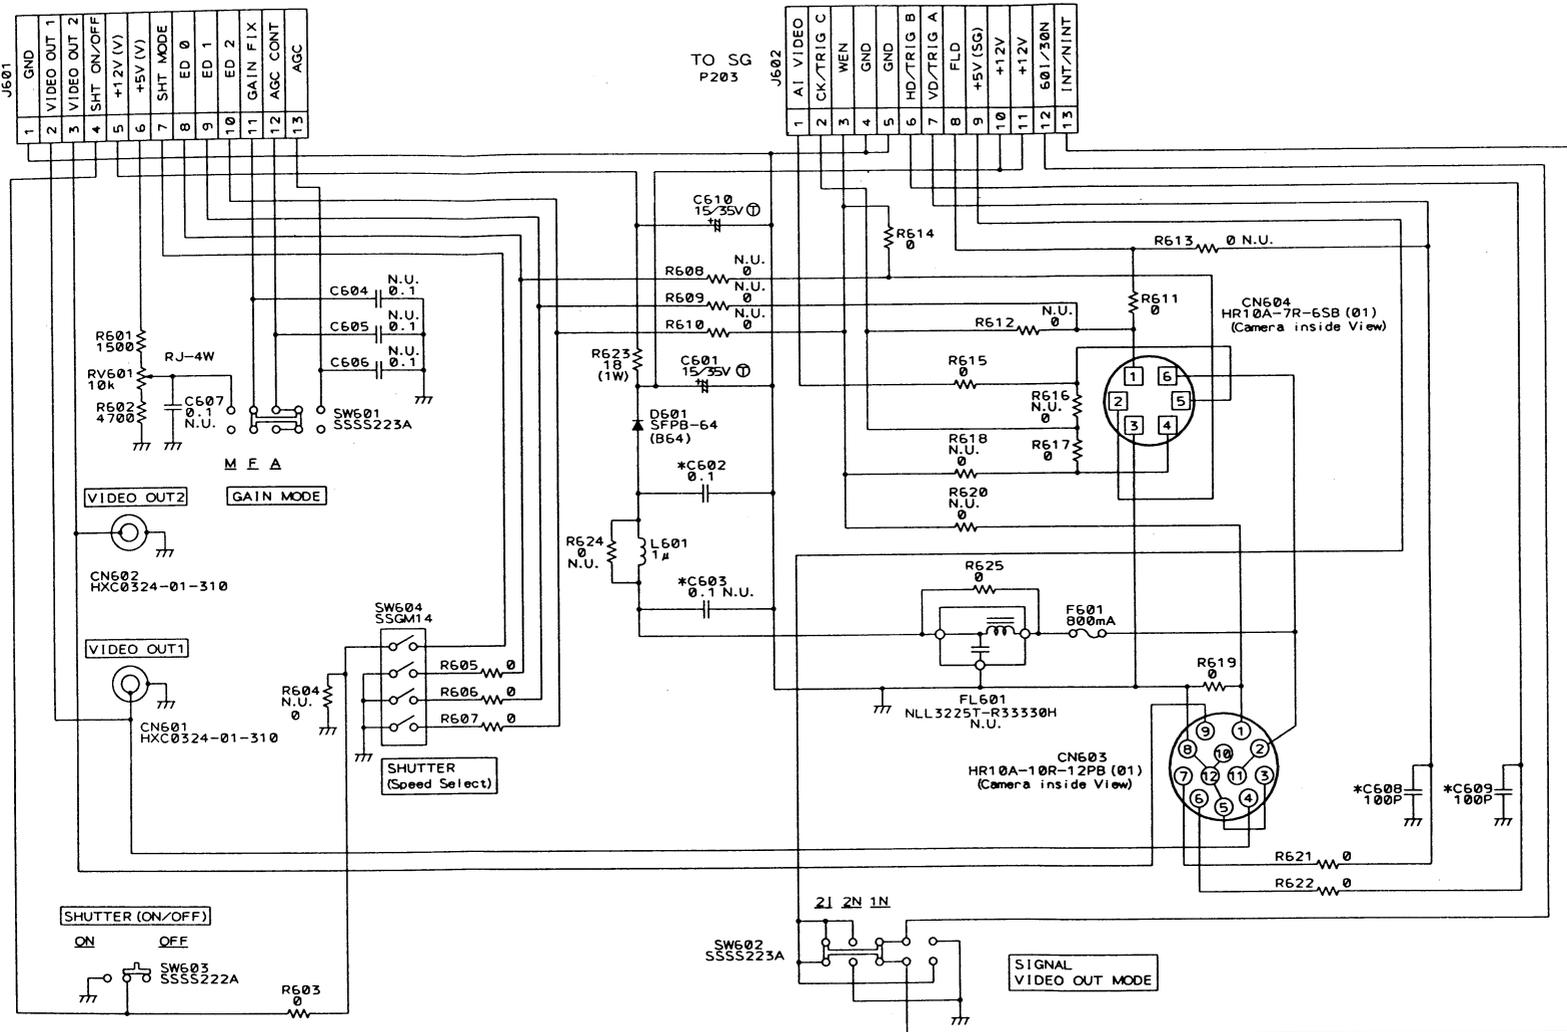 J601
GND
VIDEO OUT 1
VIDEO OUT 2
SHT ON/OFF
+12V (V)
+5V (V)
SHT MODE
ED 0
ED 1
ED 2
GAIN FIX
AGC CONT
AGC
1 2 3 4 5 6 7 8 9 10 11 12 13
TO SG
P203
J602
AI VIDEO
CK/TRIG C
WEN
GND
GND
HD/TRIG B
VD/TRIG A
FLD
+5V (SG)
+12V
+12V
601/30N
INT/NINT
1 2 3 4 5 6 7 8 9 10 11 12 13
C610
15/35V T
R614
0
R613 0 N.U.
R608
N.U.
0
R609
N.U.
0
R610
N.U.
0
R611
0
R612
N.U.
0
CN604
HR10A-7R-6SB (01)
(Camera inside View)
1 6
2 5
3 4
C604
N.U.
0.1
C605
N.U.
0.1
C606
N.U.
0.1
R601
1500
RJ-4W
RV601
10k
R602
4700
C607
0.1
N.U.
SW601
SSSS223A
M F A
GAIN MODE
R623
18
(1W)
C601
15/35V T
D601
SFPB-64
(B64)
R615
0
R616
N.U.
0
R617
0
R618
N.U.
0
R620
N.U.
0
*C602
0.1
R624
0
N.U.
L601
1μ
*C603
0.1 N.U.
VIDEO OUT2
CN602
HXC0324-01-310
VIDEO OUT1
CN601
HXC0324-01-310
SW604
SSGM14
R604
N.U.
0
R605 0
R606 0
R607 0
SHUTTER
(Speed Select)
R625
0
F601
800mA
FL601
NLL3225T-R33330H
N.U.
R619
0
CN603
HR10A-10R-12PB (01)
(Camera inside View)
9 1
8 10 2
7 12 11 3
6 5 4
*C608
100P
*C609
100P
R621 0
R622 0
SHUTTER (ON/OFF)
ON OFF
SW603
SSSS222A
R603
0
2I 2N 1N
SW602
SSSS223A
SIGNAL
VIDEO OUT MODE